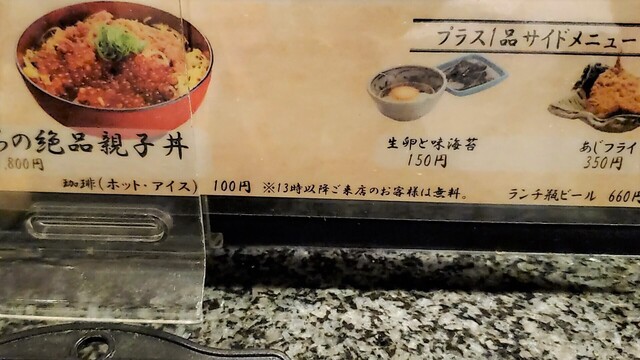 プラス1品サイドメニュー
の絶品親子丼
,800円
生卵と味海苔
150円
あじフライ
350円
珈琲(ホット・アイス) 100円 ※13時以降ご来店のお客様は無料。
ランチ瓶ビール 660円